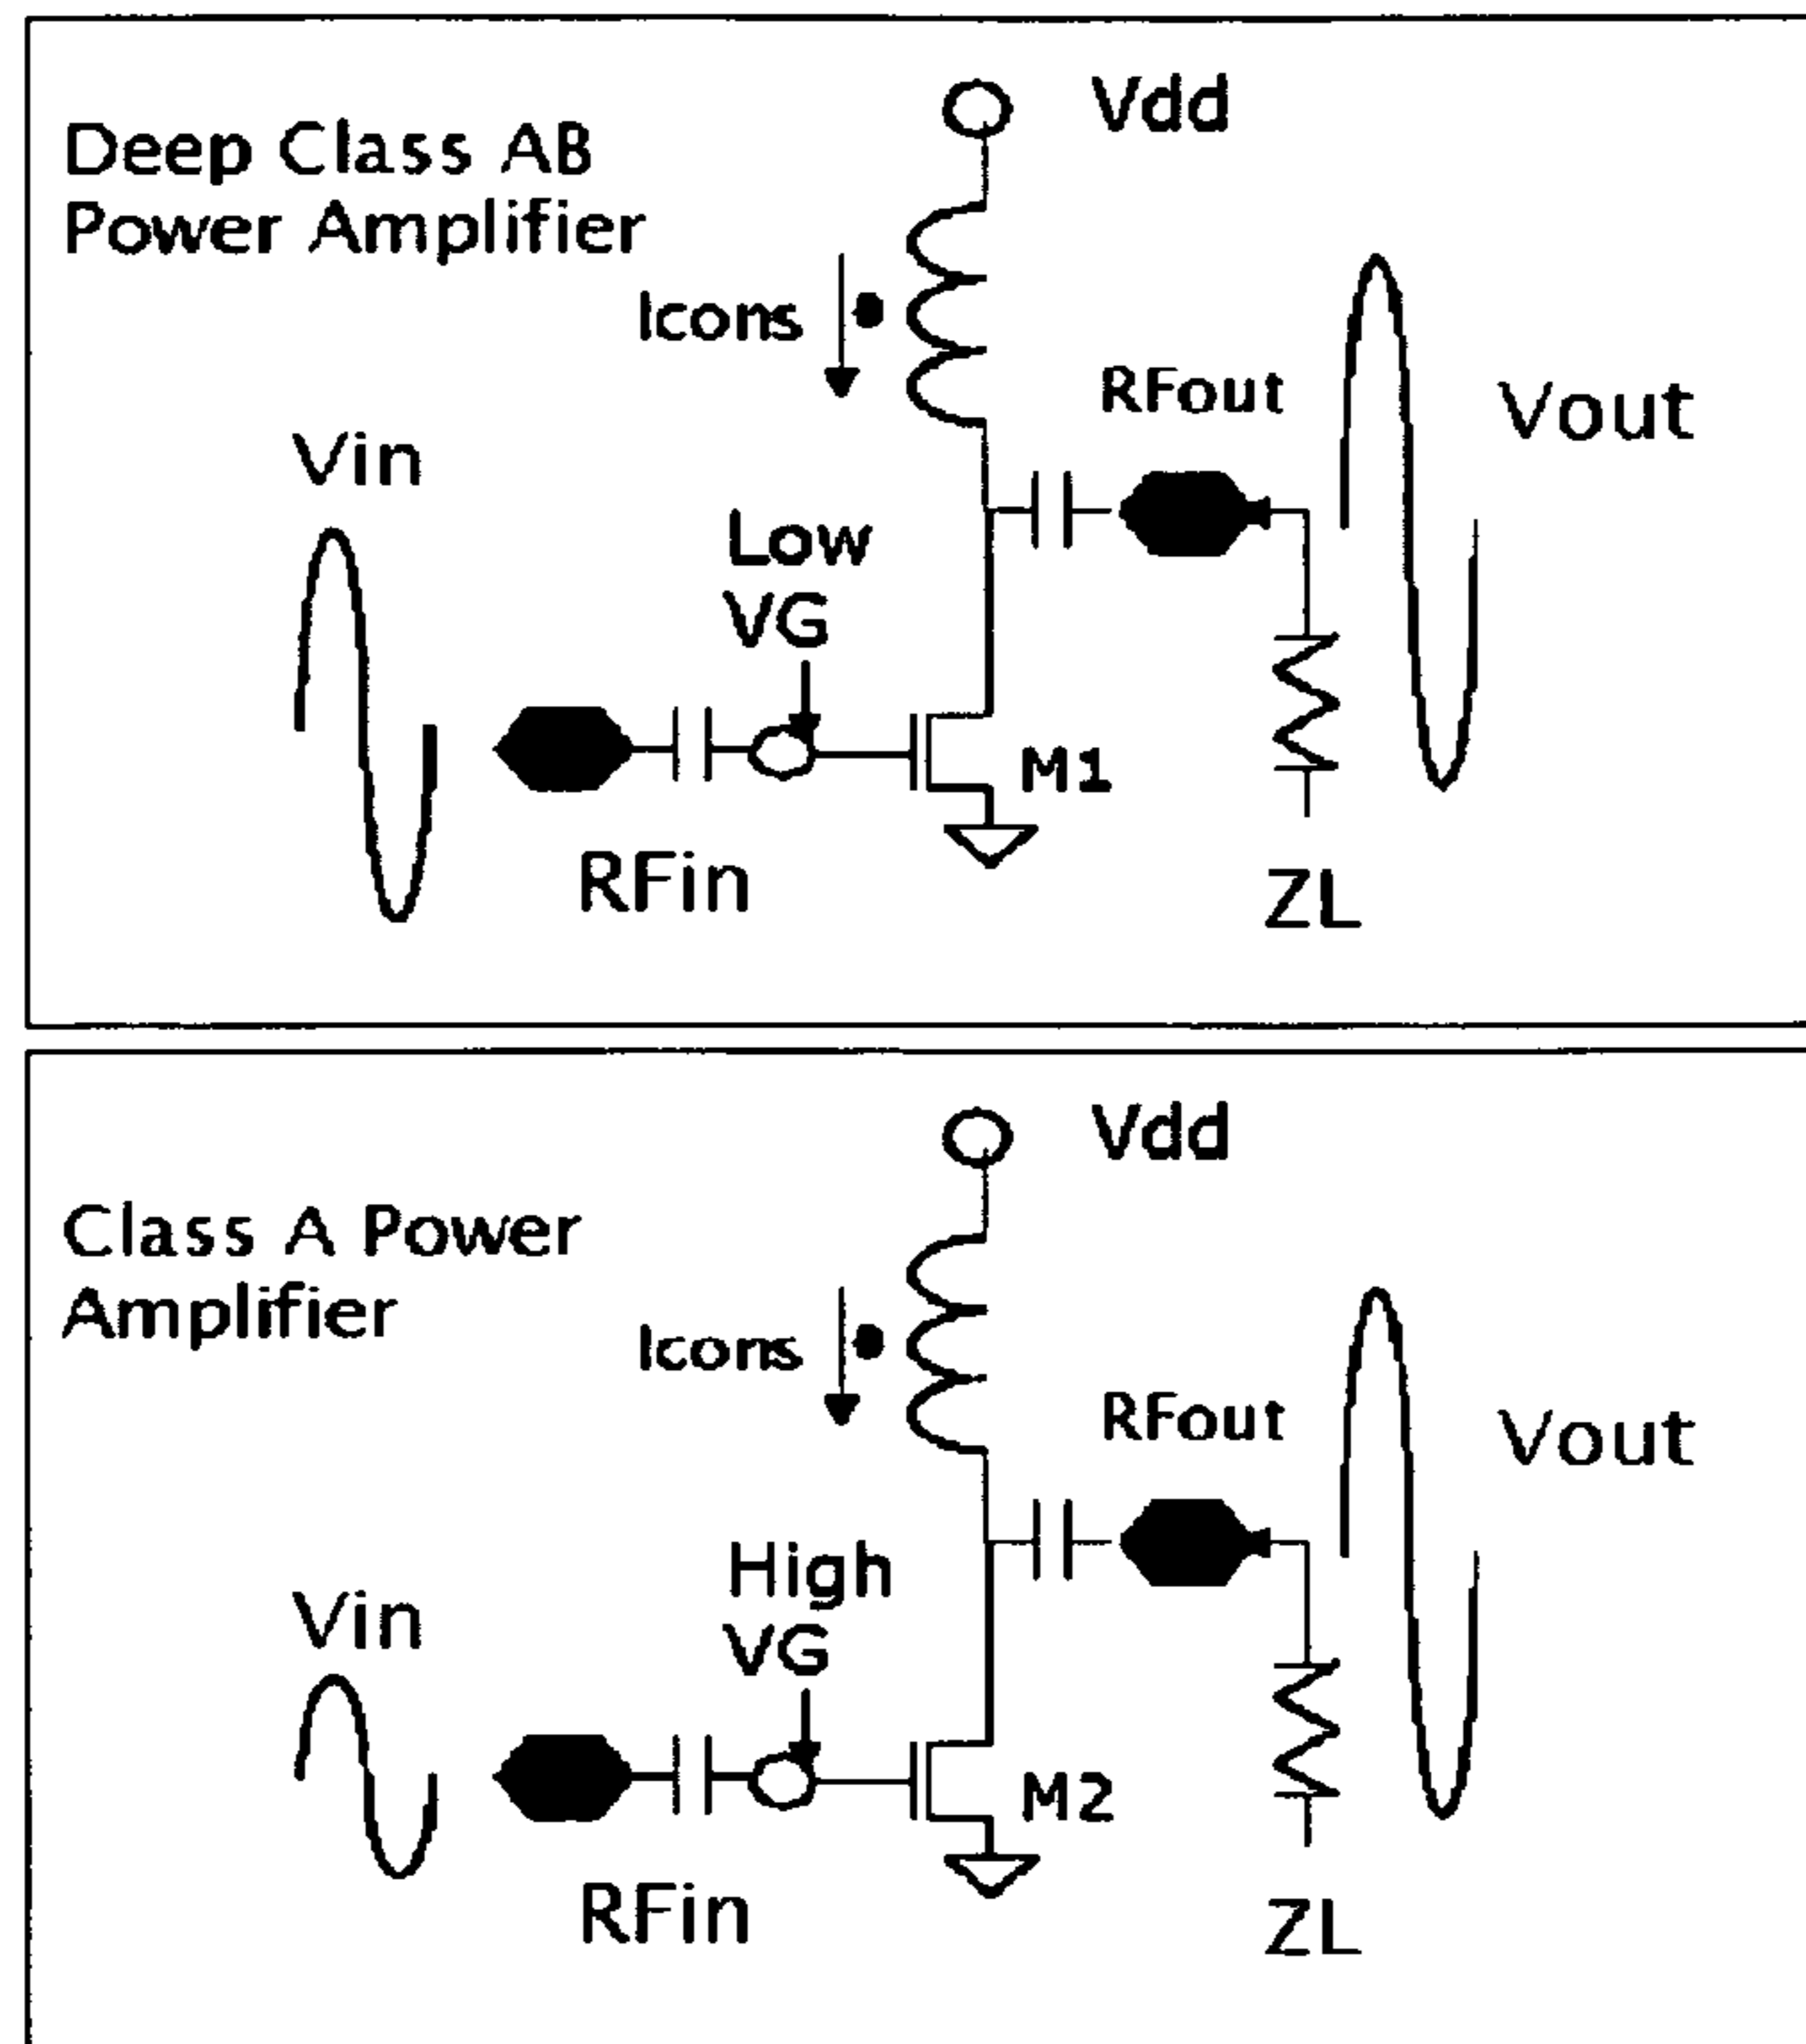 Deep Class AB
Power Amplifier
Vdd
Icons
RFout
Vout
Vin
Low
VG
M1
RFin
ZL
Class A Power
Amplifier
Vdd
Icons
RFout
Vout
High
VG
Vin
M2
RFin
ZL